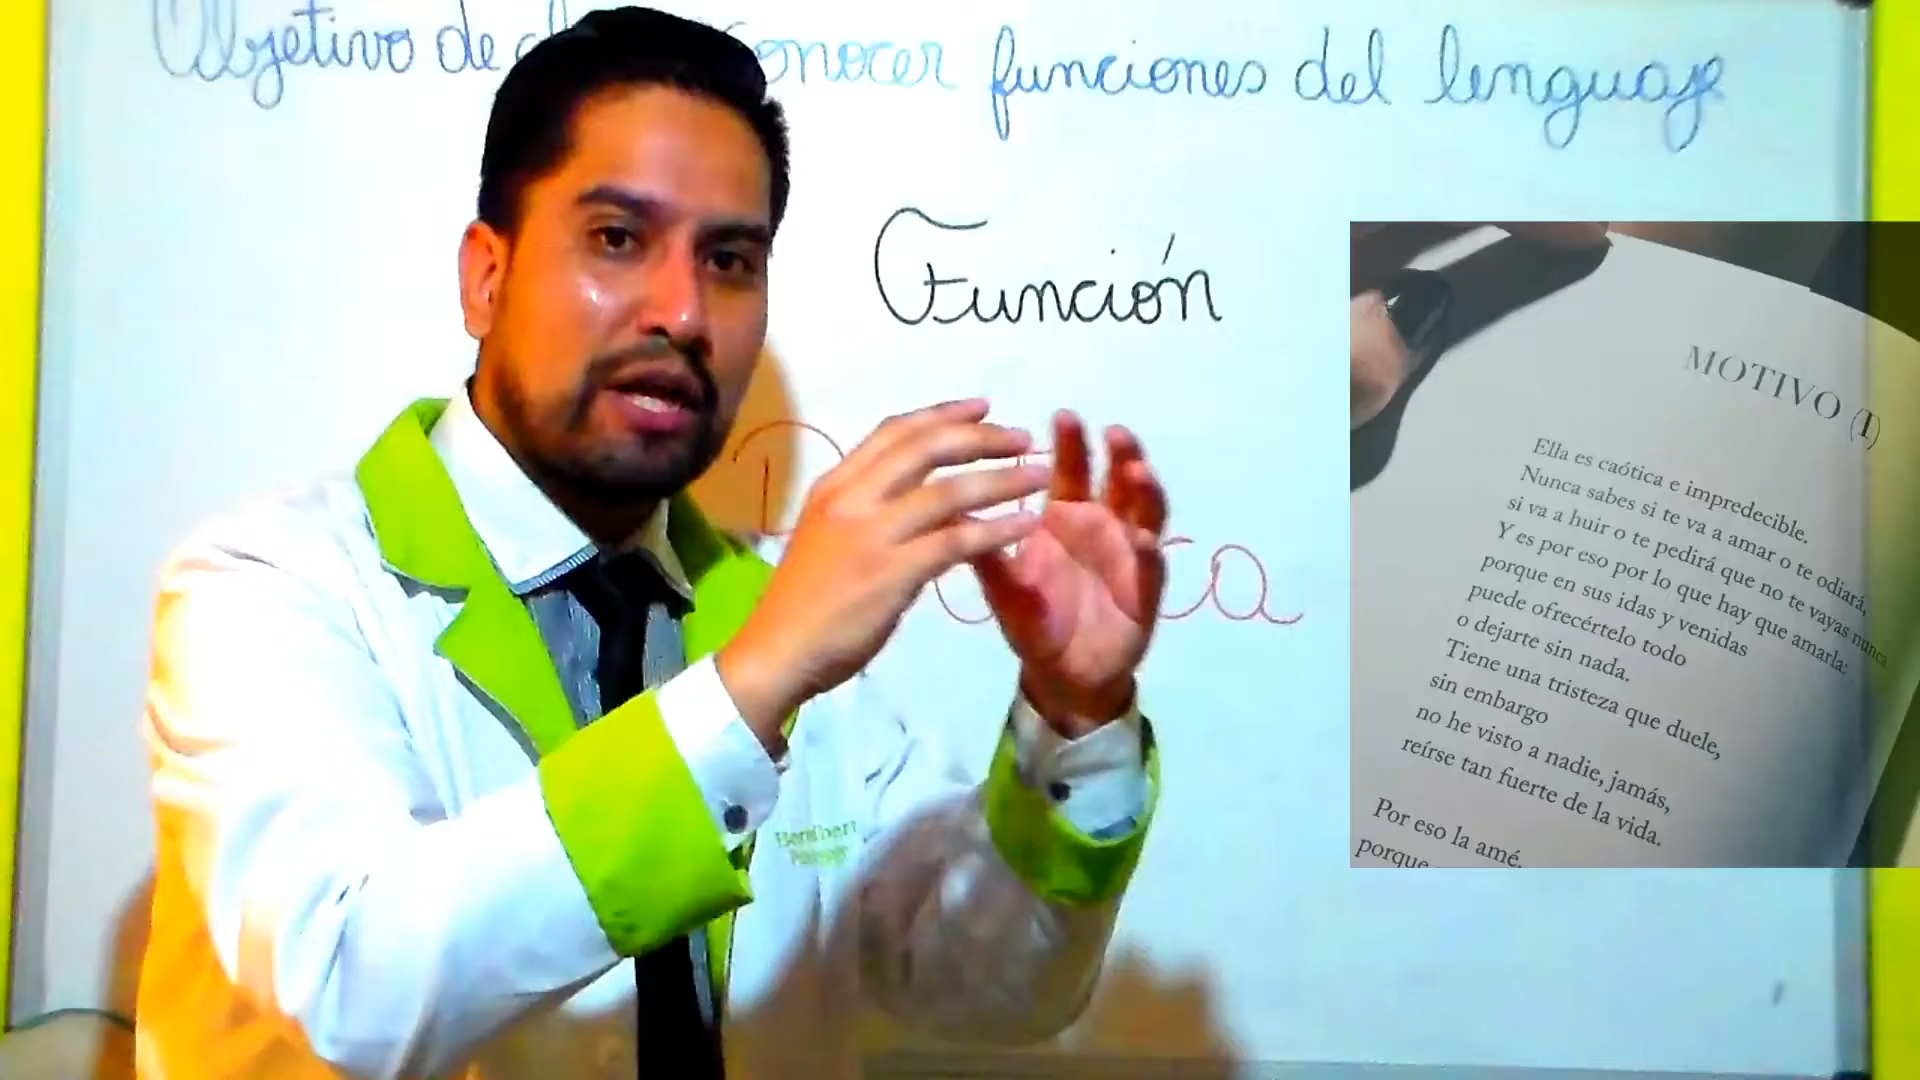 Objetivo de conocer funciones del lenguaje
Función
MOTIVO (I)
Ella es caótica e impredecible.
Nunca sabes si te va a amar o te odiará,
si va a huir o te pedirá que no te vayas nunca.
Y es por eso por lo que hay que amarla:
porque en sus idas y venidas
puede ofrecértelo todo
o dejarte sin nada.
Tiene una tristeza que duele,
sin embargo
no he visto a nadie, jamás,
reírse tan fuerte de la vida.
Por eso la amé.
porque